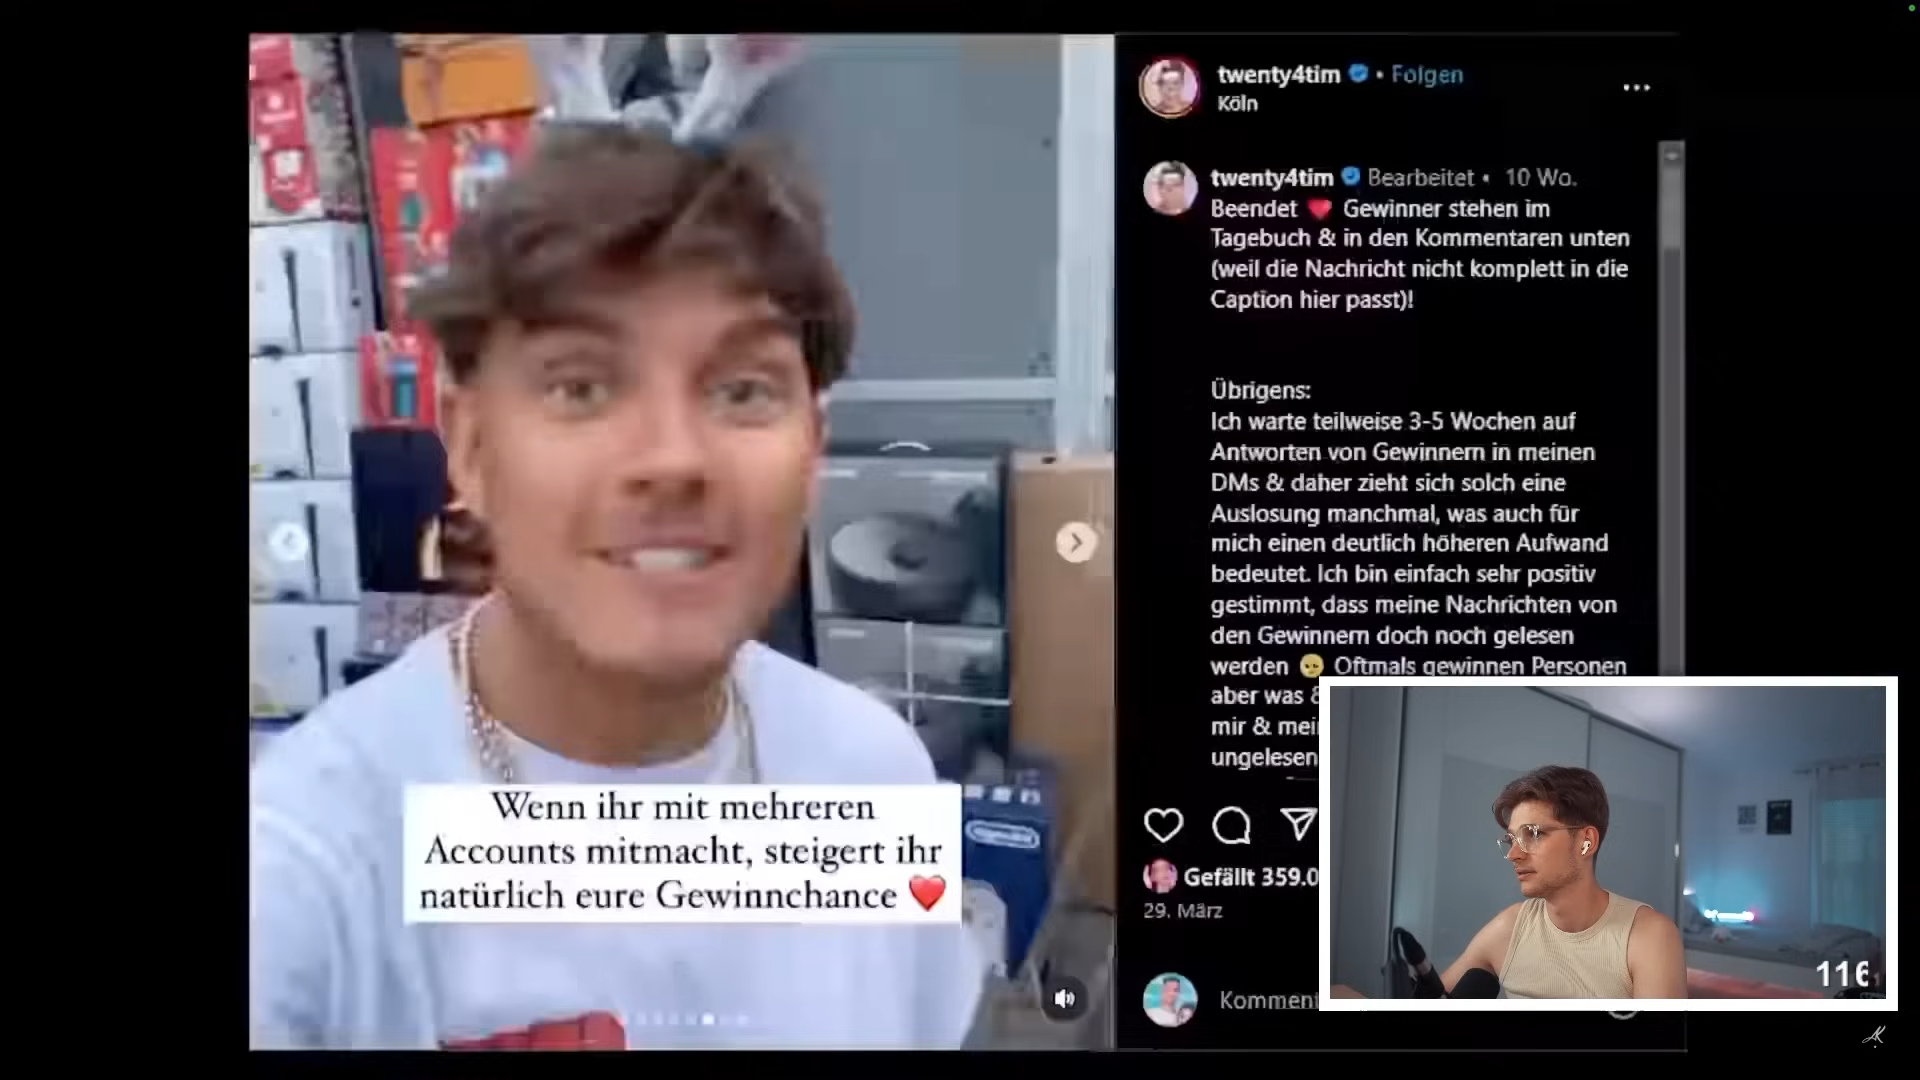 twenty4tim • Folgen
Köln
twenty4tim Bearbeitet • 10 Wo.
Beendet ❤️ Gewinner stehen im
Tagebuch & in den Kommentaren unten
(weil die Nachricht nicht komplett in die
Caption hier passt)!
Übrigens:
Ich warte teilweise 3-5 Wochen auf
Antworten von Gewinnern in meinen
DMs & daher zieht sich solch eine
Auslosung manchmal, was auch für
mich einen deutlich höheren Aufwand
bedeutet. Ich bin einfach sehr positiv
gestimmt, dass meine Nachrichten von
den Gewinnern doch noch gelesen
werden 🥺 Oftmals gewinnen Personen
aber was &
mir & mei
ungelesen
Gefällt 359.0
29. März
Komment
Wenn ihr mit mehreren
Accounts mitmacht, steigert ihr
natürlich eure Gewinnchance ❤️
116